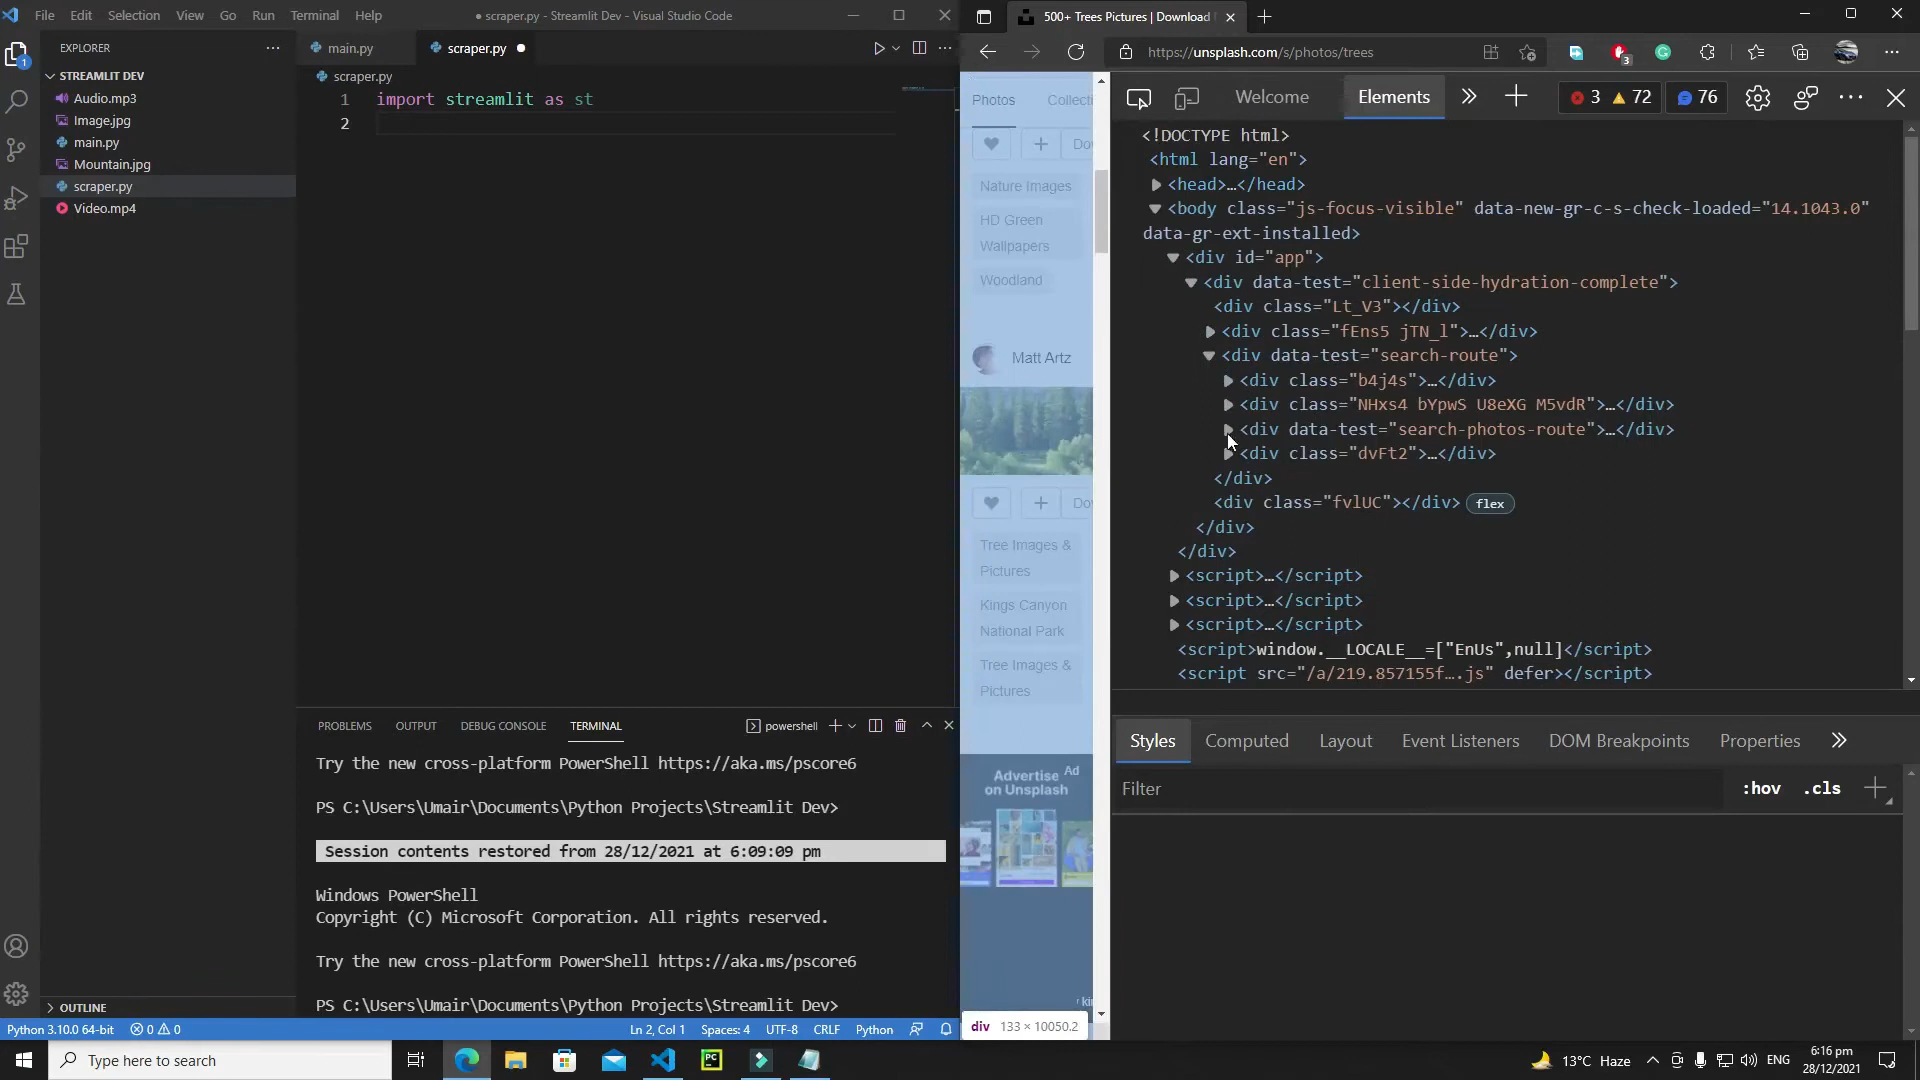 File Edit Selection View Go Run Terminal Help
● scraper.py - Streamlit Dev - Visual Studio Code
EXPLORER
STREAMLIT DEV
Audio.mp3
Image.jpg
main.py
Mountain.jpg
scraper.py
Video.mp4
OUTLINE
main.py
scraper.py
scraper.py
1 import streamlit as st
2
PROBLEMS OUTPUT DEBUG CONSOLE TERMINAL
powershell
Try the new cross-platform PowerShell https://aka.ms/pscore6
PS C:\Users\Umair\Documents\Python Projects\Streamlit Dev>
Session contents restored from 28/12/2021 at 6:09:09 pm
Windows PowerShell
Copyright (C) Microsoft Corporation. All rights reserved.
Try the new cross-platform PowerShell https://aka.ms/pscore6
PS C:\Users\Umair\Documents\Python Projects\Streamlit Dev>
Python 3.10.0 64-bit 0 0 Ln 2, Col 1 Spaces: 4 UTF-8 CRLF Python
500+ Trees Pictures | Download
https://unsplash.com/s/photos/trees
3
Photos
Nature Images
HD Green
Wallpapers
Woodland
Matt Artz
Tree Images &
Pictures
Kings Canyon
National Park
Tree Images &
Pictures
Advertise Ad
on Unsplash
div 133 × 10050.2
Welcome Elements 3 72 76
<!DOCTYPE html>
<html lang="en">
<head>…</head>
<body class="js-focus-visible" data-new-gr-c-s-check-loaded="14.1043.0"
data-gr-ext-installed>
<div id="app">
<div data-test="client-side-hydration-complete">
<div class="Lt_V3"></div>
<div class="fEns5 jTN_l">…</div>
<div data-test="search-route">
<div class="b4j4s">…</div>
<div class="NHxs4 bYpwS U8eXG M5vdR">…</div>
<div data-test="search-photos-route">…</div>
<div class="dvFt2">…</div>
</div>
<div class="fvlUC"></div> flex
</div>
</div>
<script>…</script>
<script>…</script>
<script>…</script>
<script>window.__LOCALE__=["EnUs",null]</script>
<script src="/a/219.857155f….js" defer></script>
Styles Computed Layout Event Listeners DOM Breakpoints Properties
Filter :hov .cls
Type here to search
13°C Haze
ENG
6:16 pm
28/12/2021